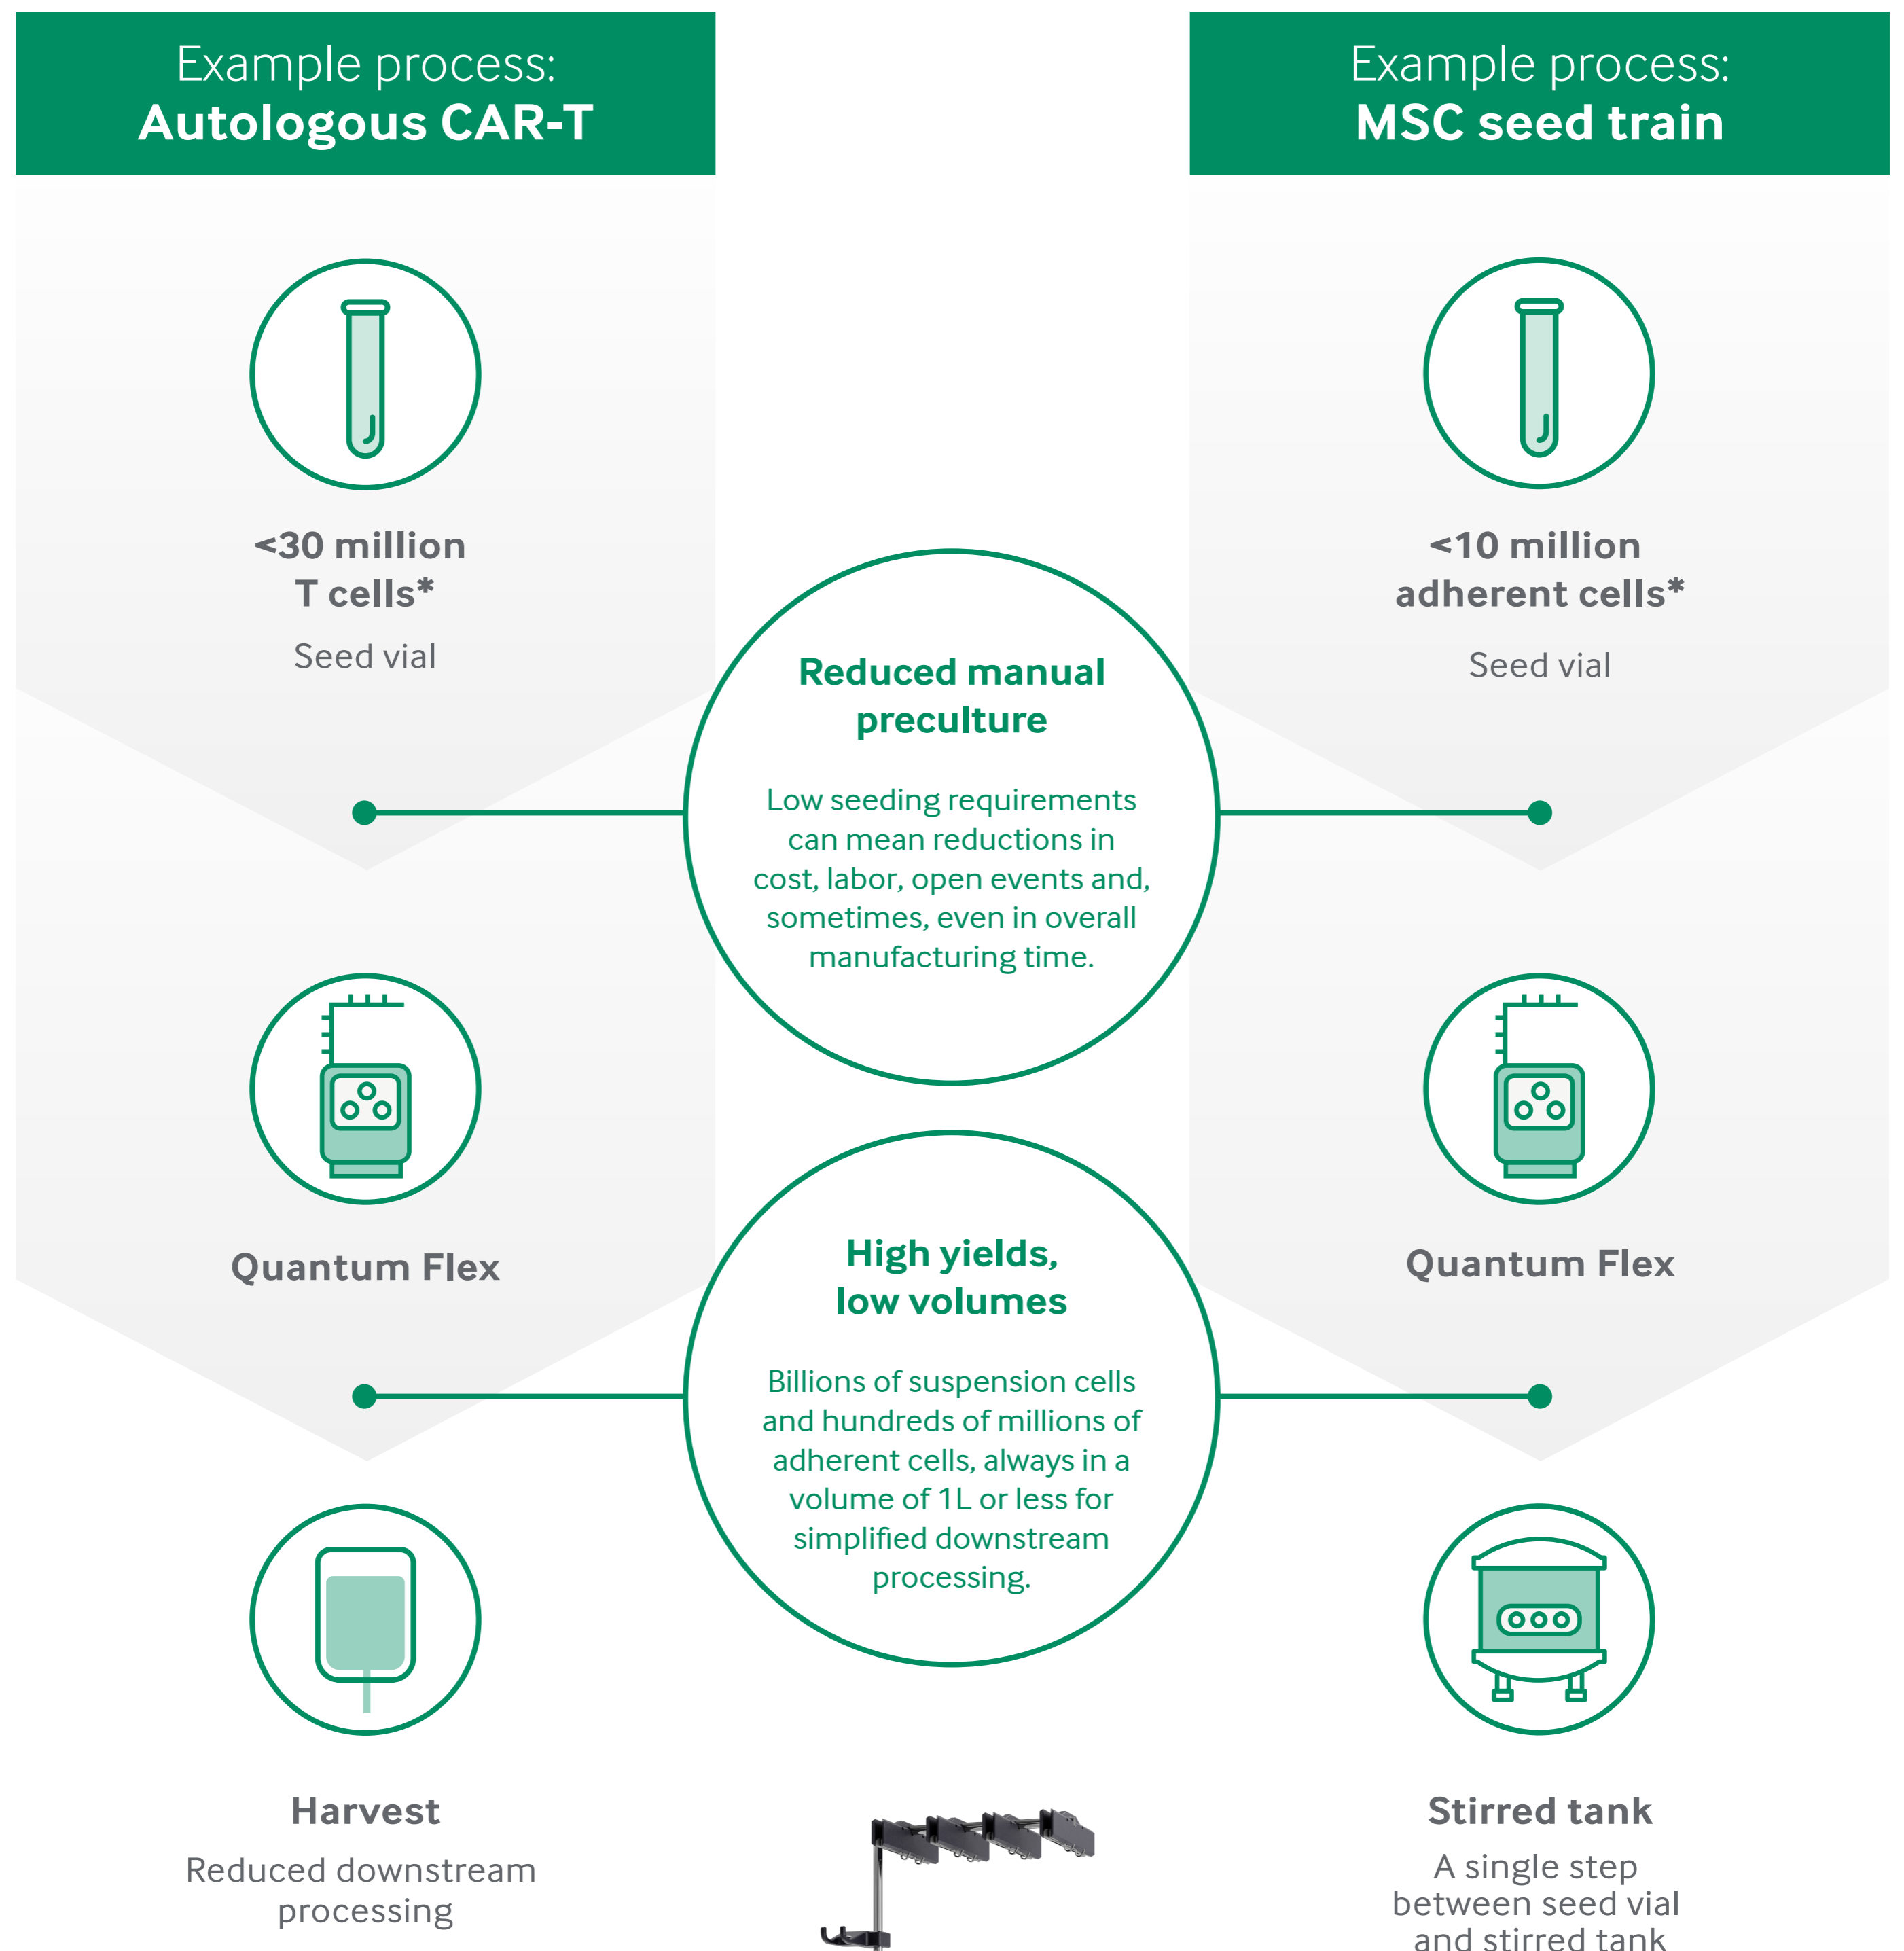 Example process:
Autologous CAR-T
Example process:
MSC seed train
<30 million
T cells*
Seed vial
<10 million
adherent cells*
Seed vial
Reduced manual
preculture
Low seeding requirements
can mean reductions in
cost, labor, open events and,
sometimes, even in overall
manufacturing time.
Quantum Flex
Quantum Flex
High yields,
low volumes
Billions of suspension cells
and hundreds of millions of
adherent cells, always in a
volume of 1L or less for
simplified downstream
processing.
Harvest
Reduced downstream
processing
Stirred tank
A single step
between seed vial
and stirred tank